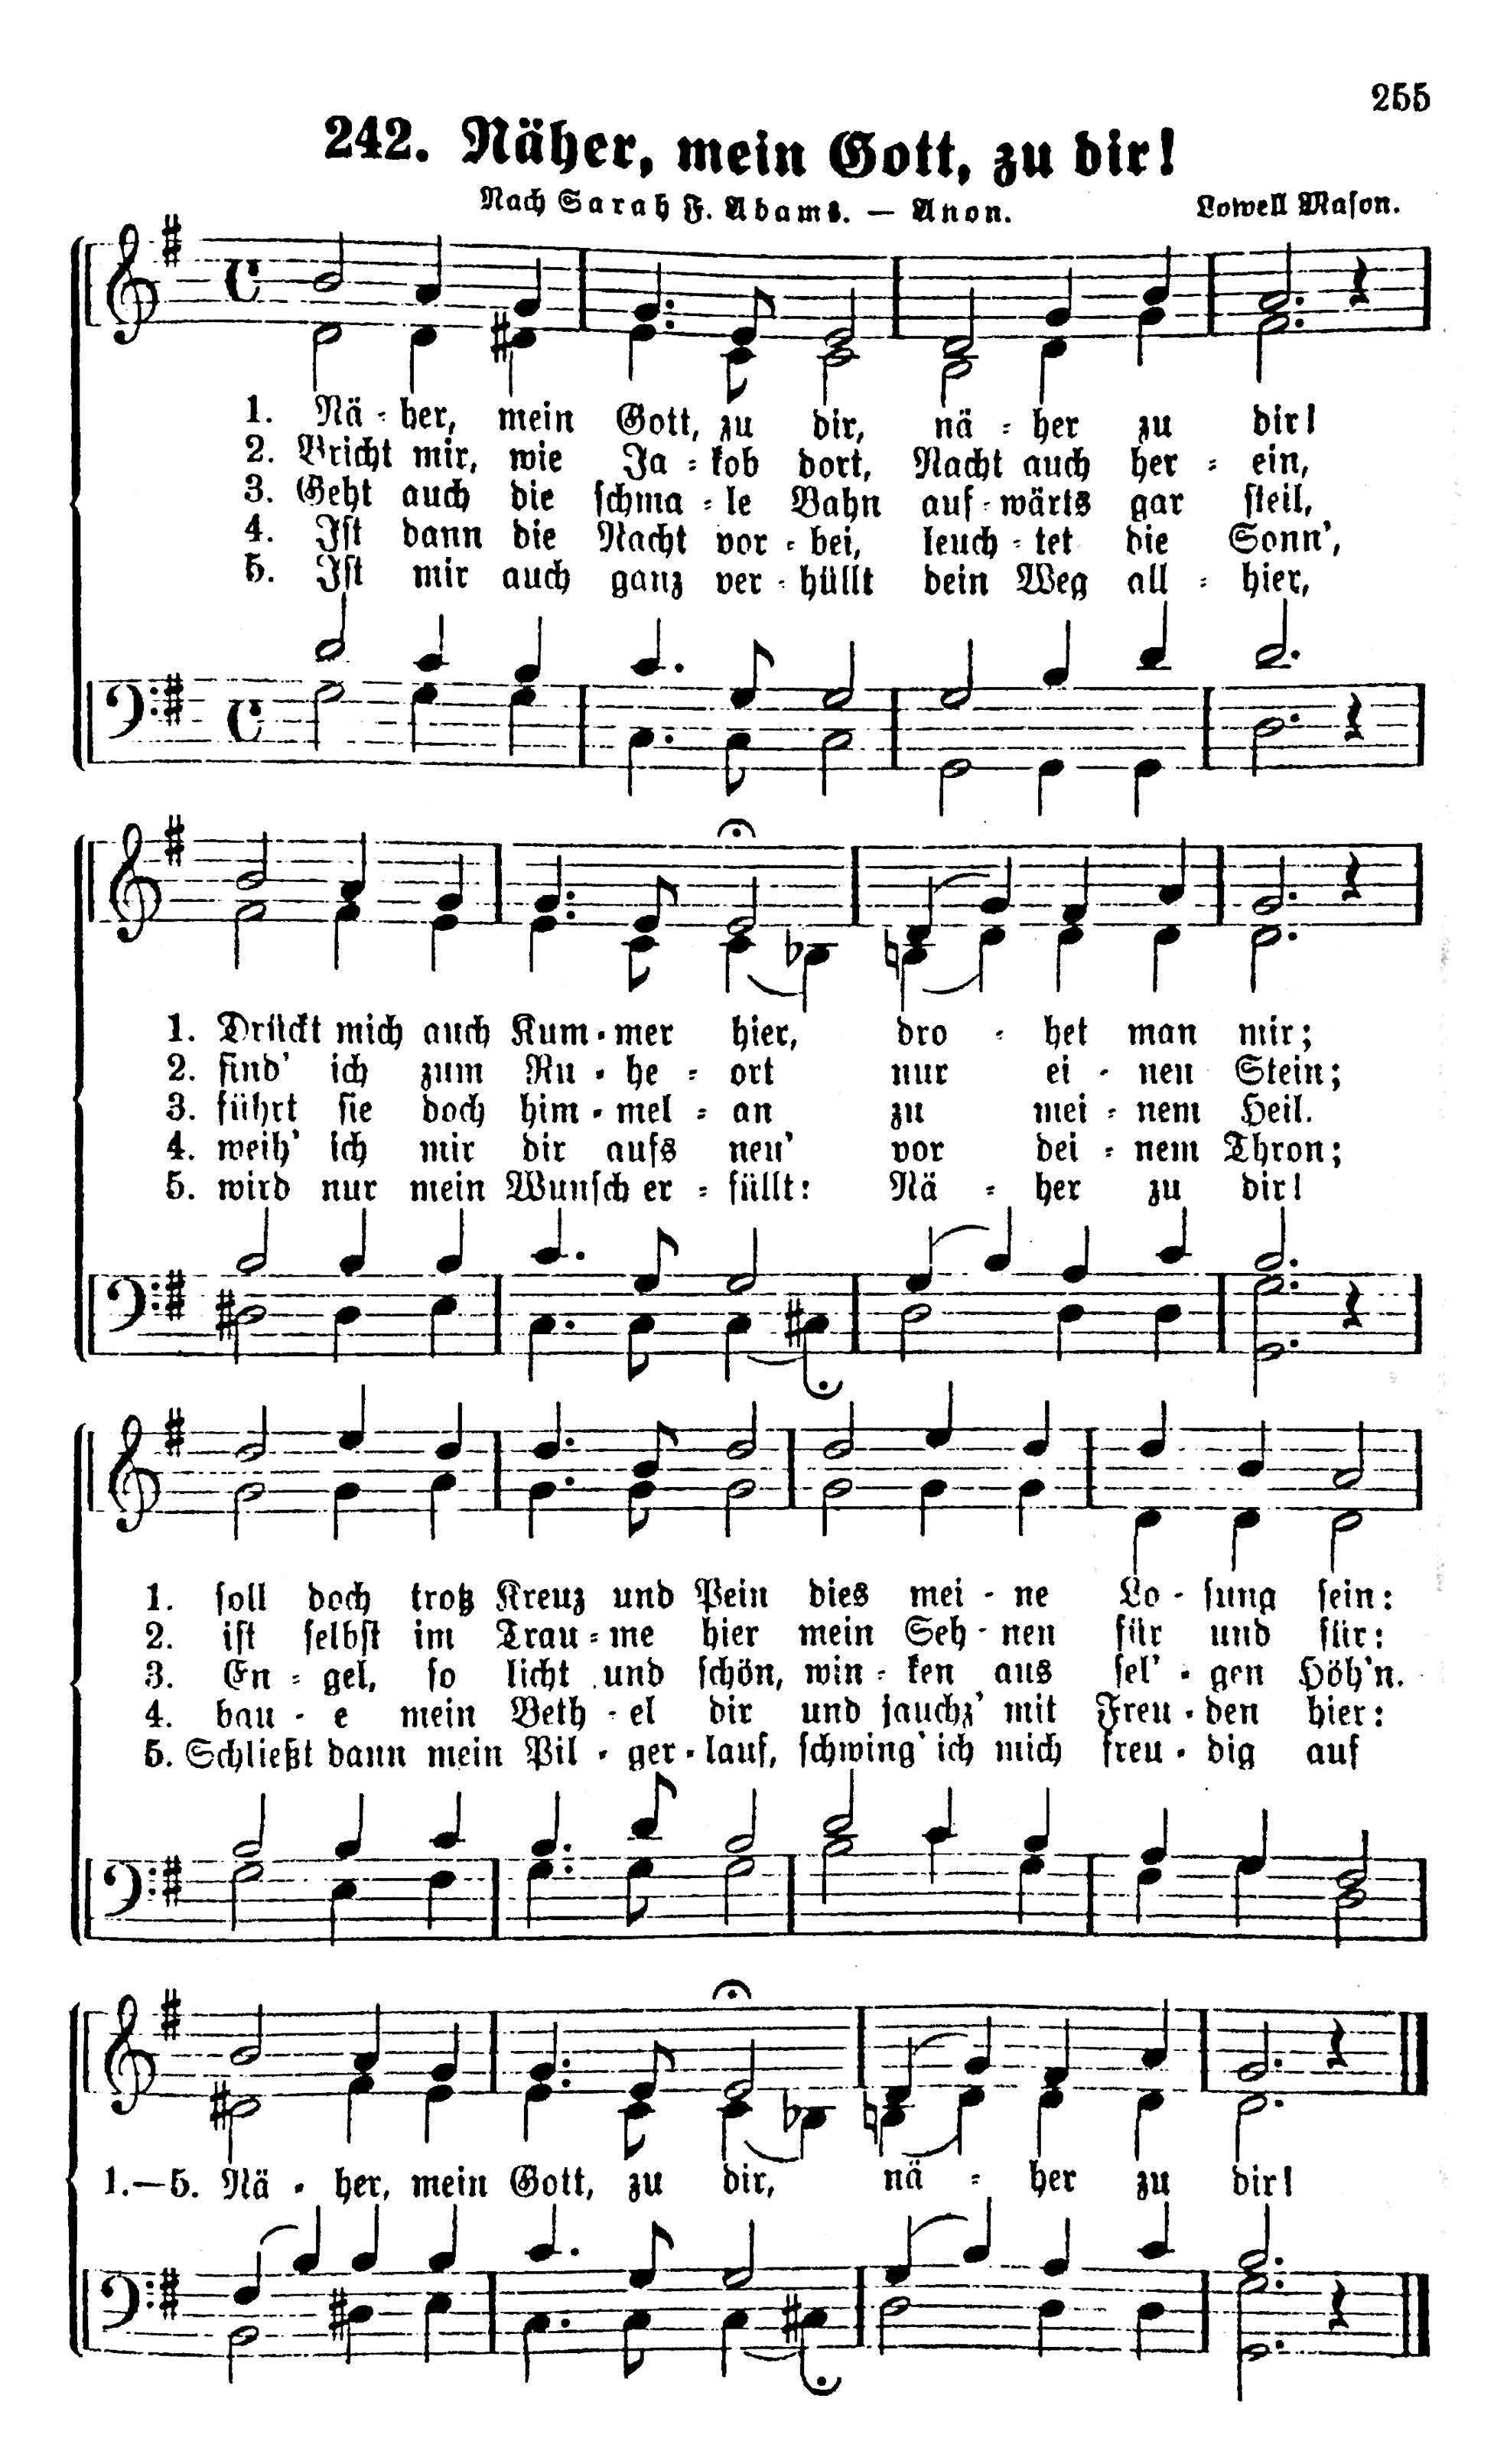 255
242. Näher, mein Gott, zu dir!
Nach Sarah F. Adams. — Anon.
Lowell Mason.
1. Nä - her, mein Gott, zu dir, nä - her zu dir!
2. Bricht mir, wie Ja - kob dort, Nacht auch her - ein,
3. Geht auch die schma - le Bahn auf - wärts gar steil,
4. Ist dann die Nacht vor - bei, leuch - tet die Sonn',
5. Ist mir auch ganz ver - hüllt dein Weg all - hier,
1. Drückt mich auch Kum - mer hier, dro - het man mir;
2. find' ich zum Ru - he - ort nur ei - nen Stein;
3. führt sie doch him - mel - an zu mei - nem Heil.
4. weih' ich mir dir aufs neu' vor dei - nem Thron;
5. wird nur mein Wunsch er - füllt: Nä - her zu dir!
1. soll doch trotz Kreuz und Pein dies mei - ne Lo - sung sein:
2. ist selbst im Trau - me hier mein Seh - nen für und für:
3. En - gel, so licht und schön, win - ken aus sel' - gen Höh'n.
4. bau - e mein Beth - el dir und jauchz' mit Freu - den hier:
5. Schließt dann mein Pil - ger - lauf, schwing' ich mich freu - dig auf
1.—5. Nä - her, mein Gott, zu dir, nä - her zu dir!